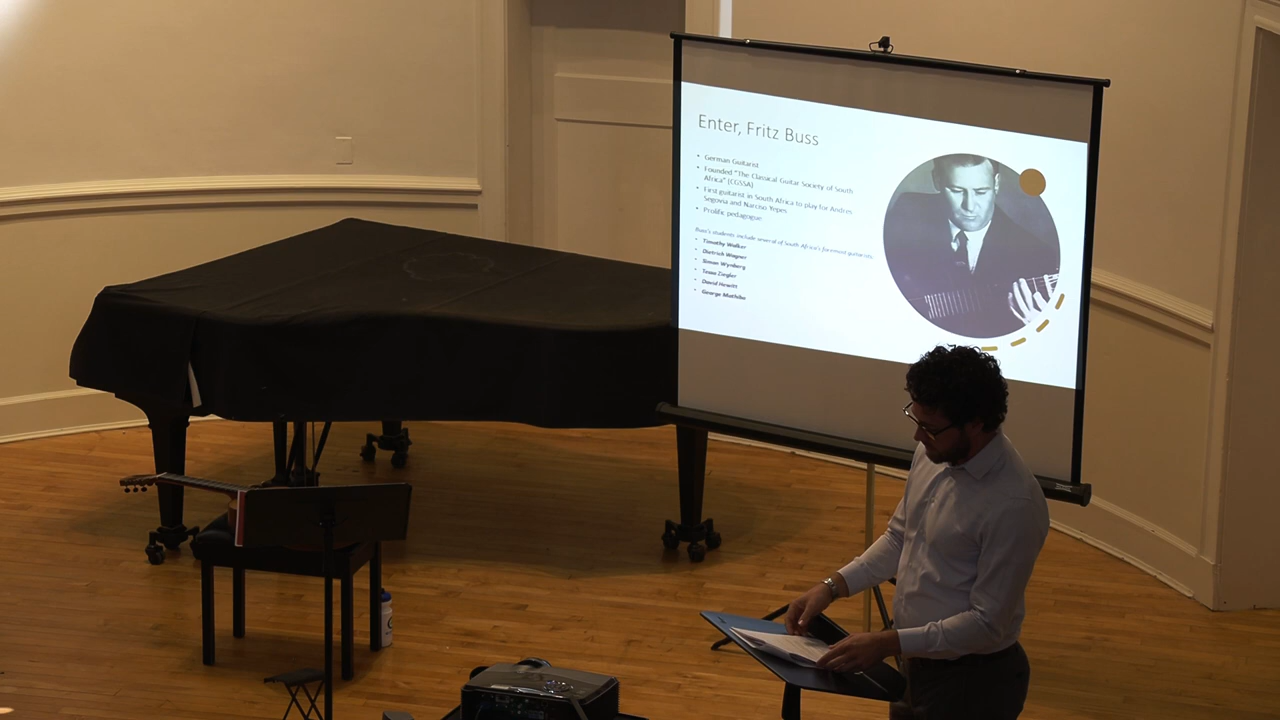 Enter, Fritz Buss
• German Guitarist
• Founded "The Classical Guitar Society of South
Africa" (CGSSA)
• First guitarist in South Africa to play for Andres
Segovia and Narciso Yepes
• Prolific pedagogue
Buss's students include several of South Africa's foremost guitarists:
• Timothy Walker
• Dietrich Wagner
• Simon Wynberg
• Tessa Ziegler
• David Hewitt
• George Mathiba